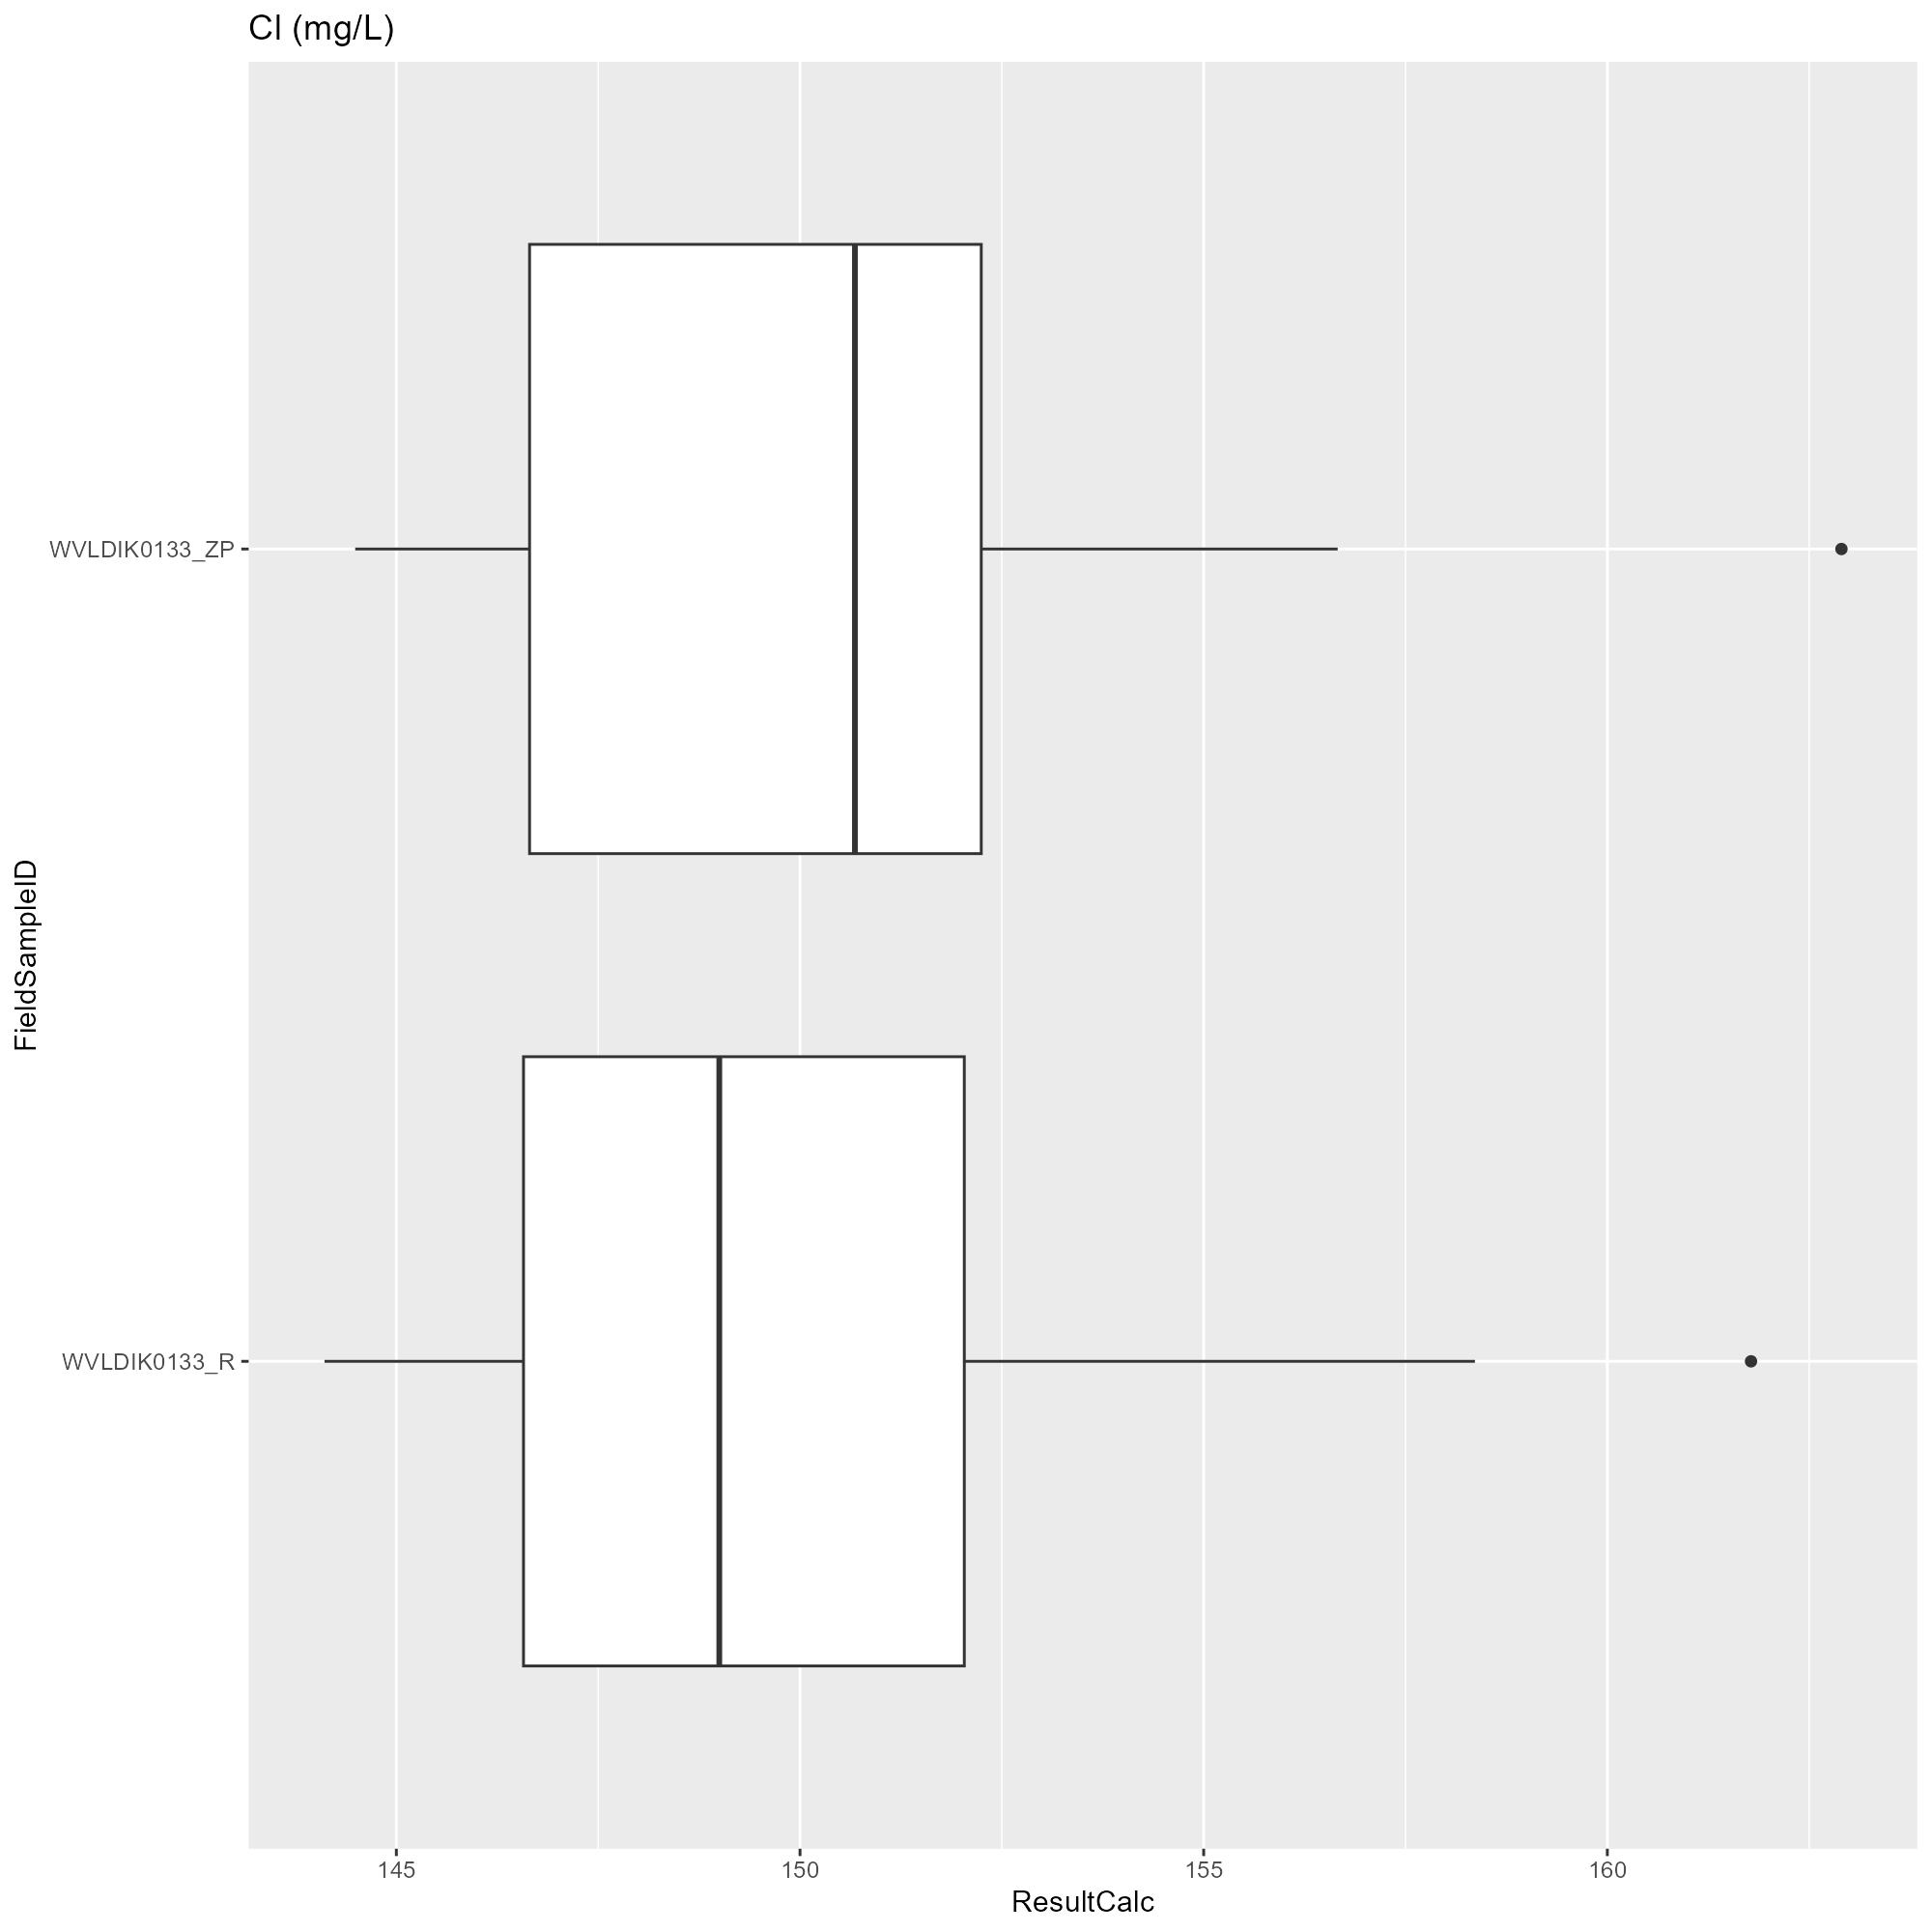 Cl (mg/L)
FieldSampleID
WVLDIK0133_ZP
WVLDIK0133_R
145 150 155 160
ResultCalc